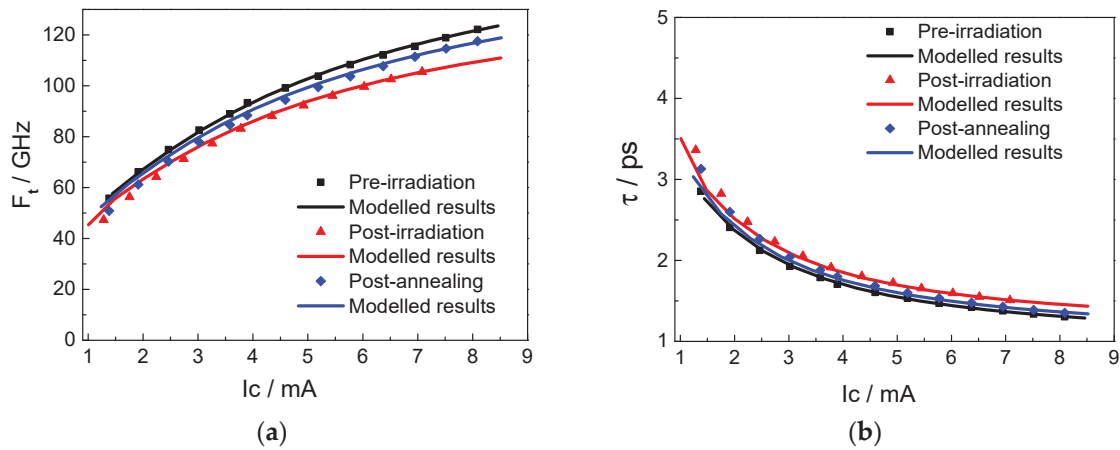 120
100
80
60
40
20
0
F_t / GHz
Pre-irradiation
Modelled results
Post-irradiation
Modelled results
Post-annealing
Modelled results
1 2 3 4 5 6 7 8 9
Ic / mA
(a)
5
4
3
2
1
τ / ps
Pre-irradiation
Modelled results
Post-irradiation
Modelled results
Post-annealing
Modelled results
1 2 3 4 5 6 7 8 9
Ic / mA
(b)